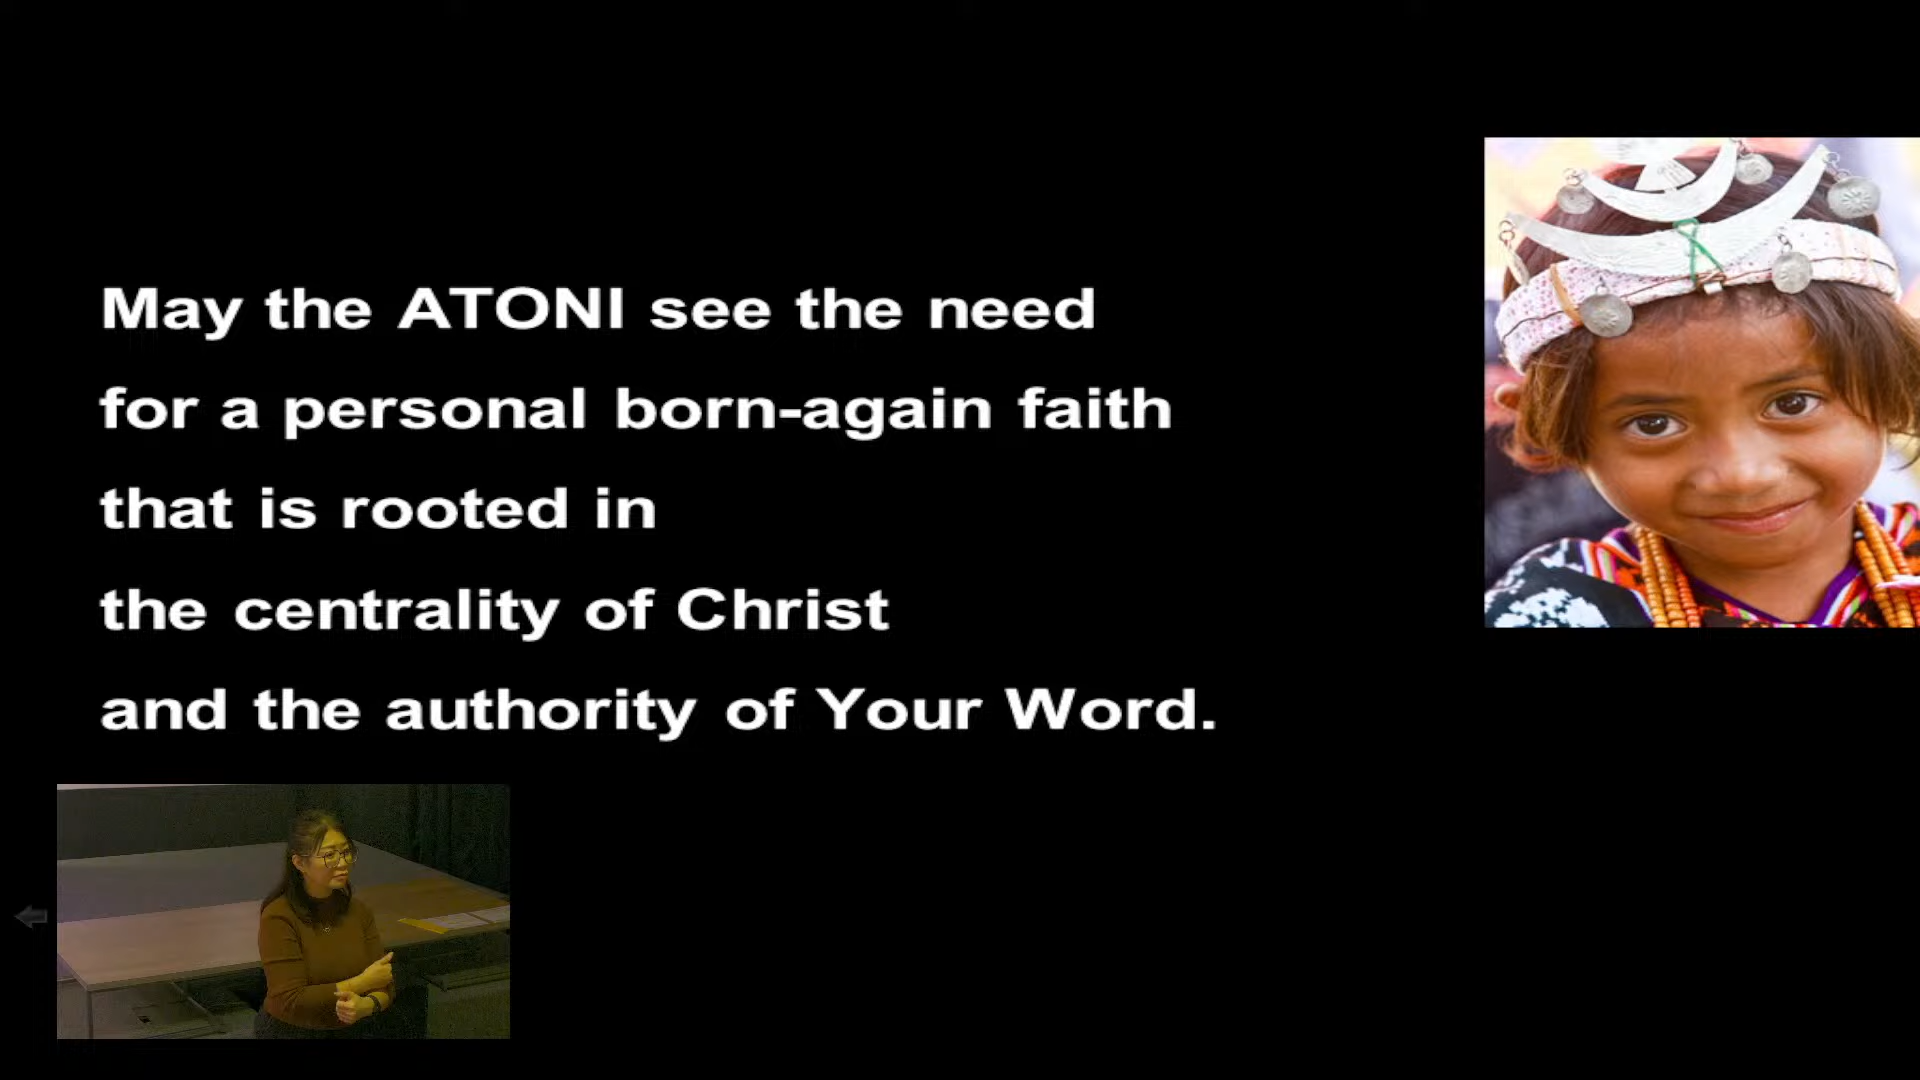 May the ATONI see the need
for a personal born-again faith
that is rooted in
the centrality of Christ
and the authority of Your Word.